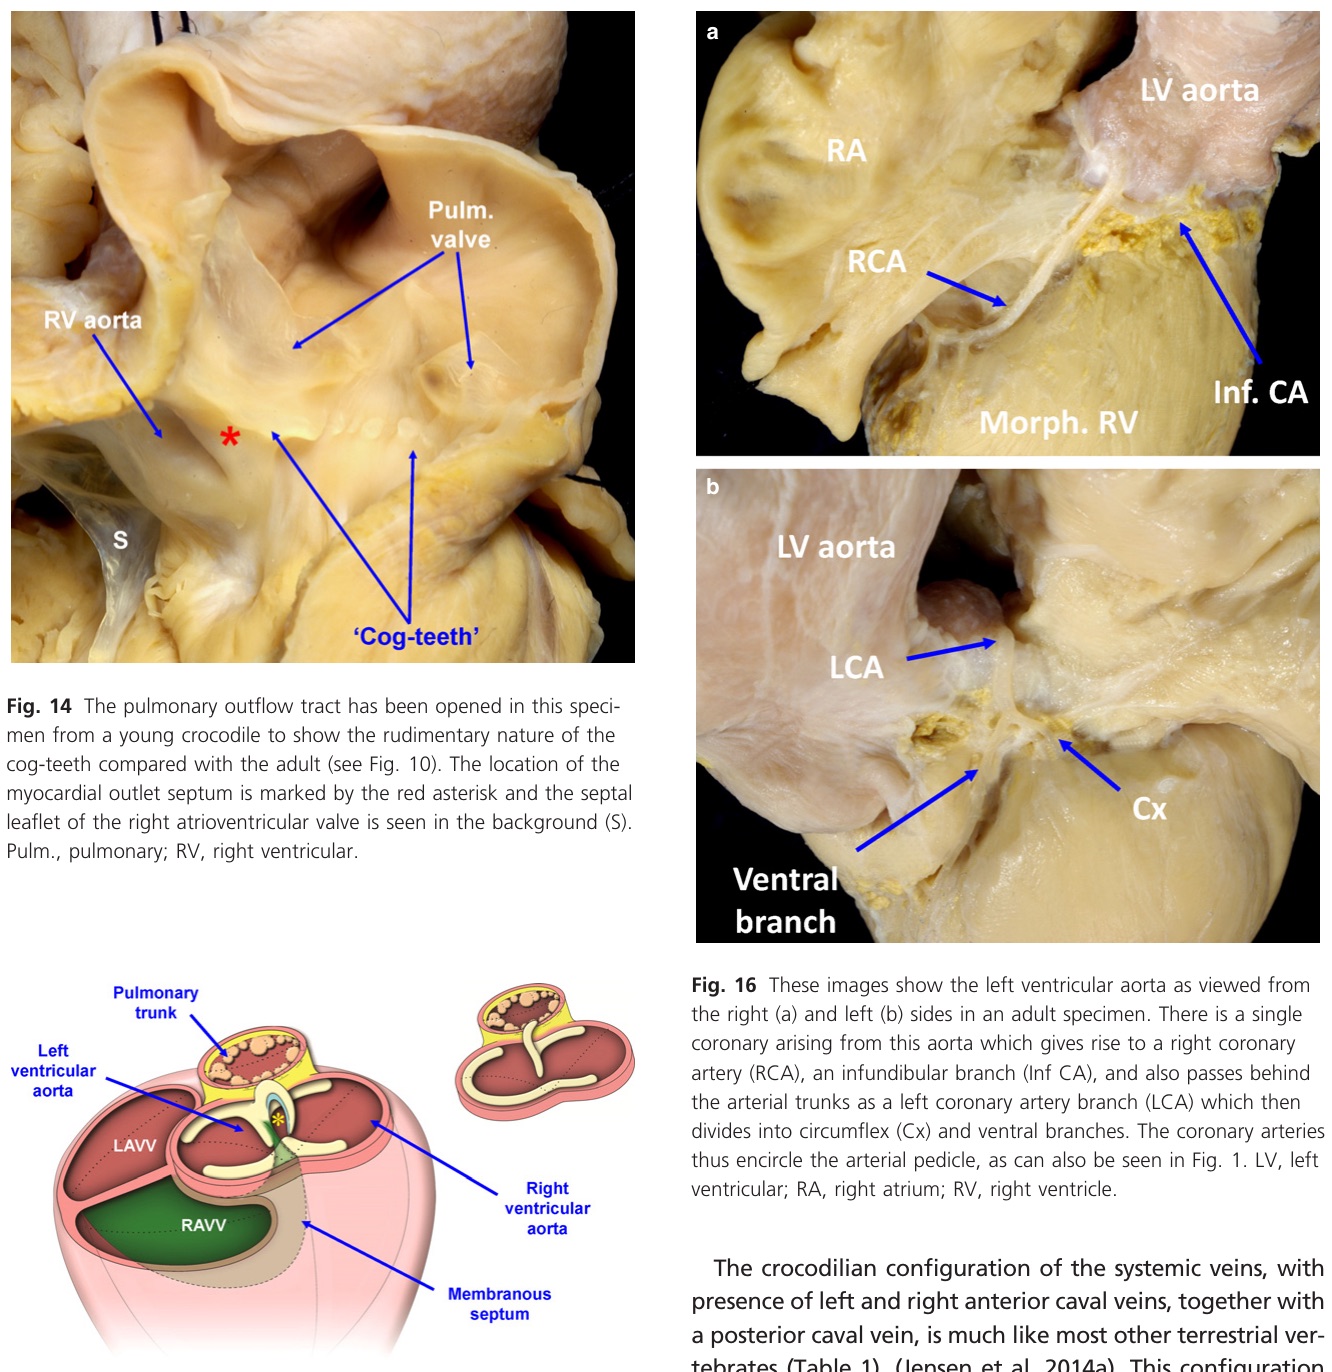 Pulm.
valve
RV aorta
*
S
‘Cog-teeth’
Fig. 14 The pulmonary outflow tract has been opened in this speci-
men from a young crocodile to show the rudimentary nature of the
cog-teeth compared with the adult (see Fig. 10). The location of the
myocardial outlet septum is marked by the red asterisk and the septal
leaflet of the right atrioventricular valve is seen in the background (S).
Pulm., pulmonary; RV, right ventricular.
Pulmonary
trunk
Left
ventricular
aorta
*
LAVV
RAVV
Right
ventricular
aorta
Membranous
septum
a
LV aorta
RA
RCA
Inf. CA
Morph. RV
b
LV aorta
LCA
Cx
Ventral
branch
Fig. 16 These images show the left ventricular aorta as viewed from
the right (a) and left (b) sides in an adult specimen. There is a single
coronary arising from this aorta which gives rise to a right coronary
artery (RCA), an infundibular branch (Inf CA), and also passes behind
the arterial trunks as a left coronary artery branch (LCA) which then
divides into circumflex (Cx) and ventral branches. The coronary arteries
thus encircle the arterial pedicle, as can also be seen in Fig. 1. LV, left
ventricular; RA, right atrium; RV, right ventricle.
The crocodilian configuration of the systemic veins, with
presence of left and right anterior caval veins, together with
a posterior caval vein, is much like most other terrestrial ver-
tebrates (Table 1), (Jensen et al. 2014a). This configuration